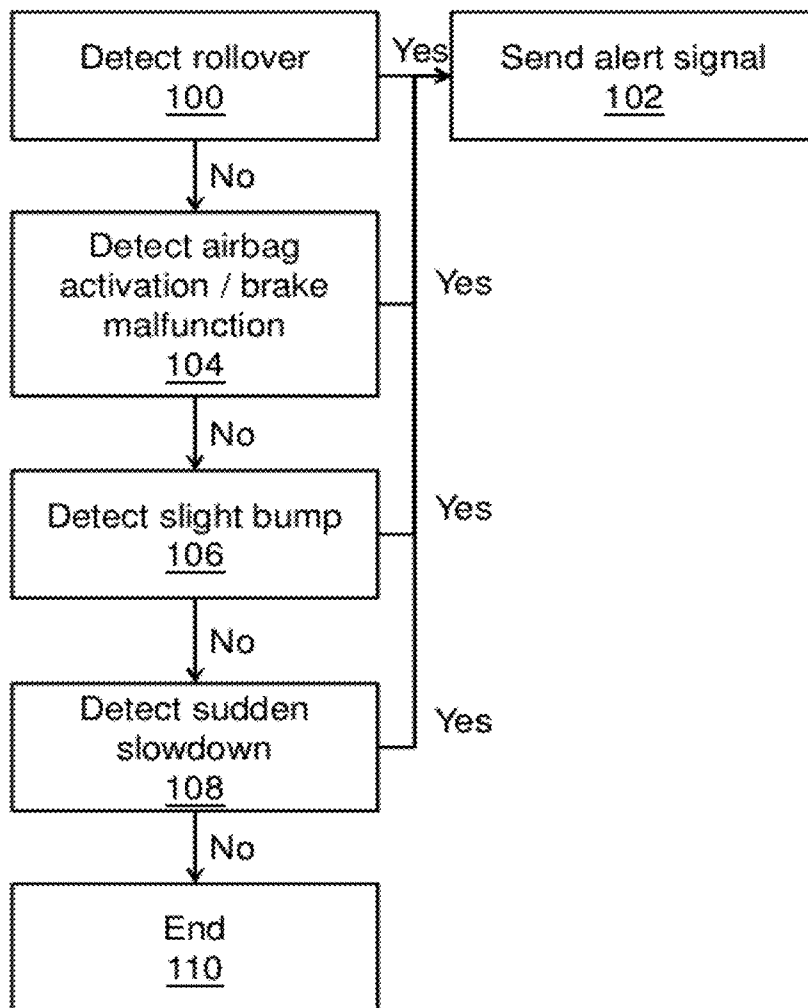 Detect rollover
100
Yes
Send alert signal
102
No
Detect airbag
activation / brake
malfunction
104
Yes
No
Detect slight bump
106
Yes
No
Detect sudden
slowdown
108
Yes
No
End
110